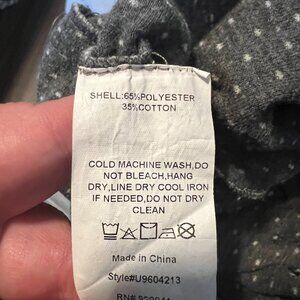 SHELL:65%POLYESTER
35%COTTON
COLD MACHINE WASH,DO
NOT BLEACH,HANG
DRY,LINE DRY COOL IRON
IF NEEDED,DO NOT DRY
CLEAN
Made in China
Style#U9604213
RN#